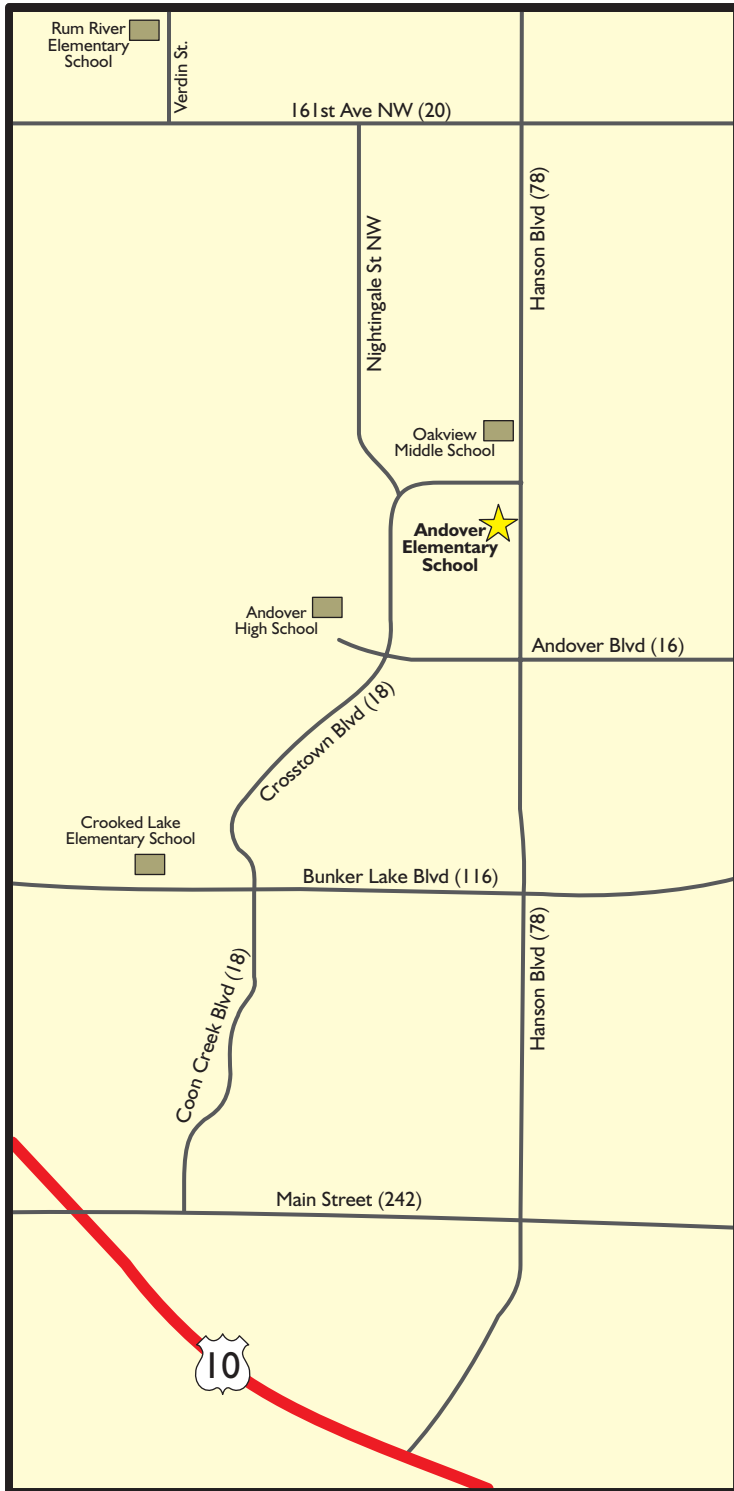 Rum River
Elementary
School
Verdin St.
161st Ave NW (20)
Hanson Blvd (78)
Nightingale St NW
Oakview
Middle School
Andover
Elementary
School
Andover
High School
Andover Blvd (16)
Crosstown Blvd (18)
Crooked Lake
Elementary School
Bunker Lake Blvd (116)
Hanson Blvd (78)
Coon Creek Blvd (18)
Main Street (242)
10